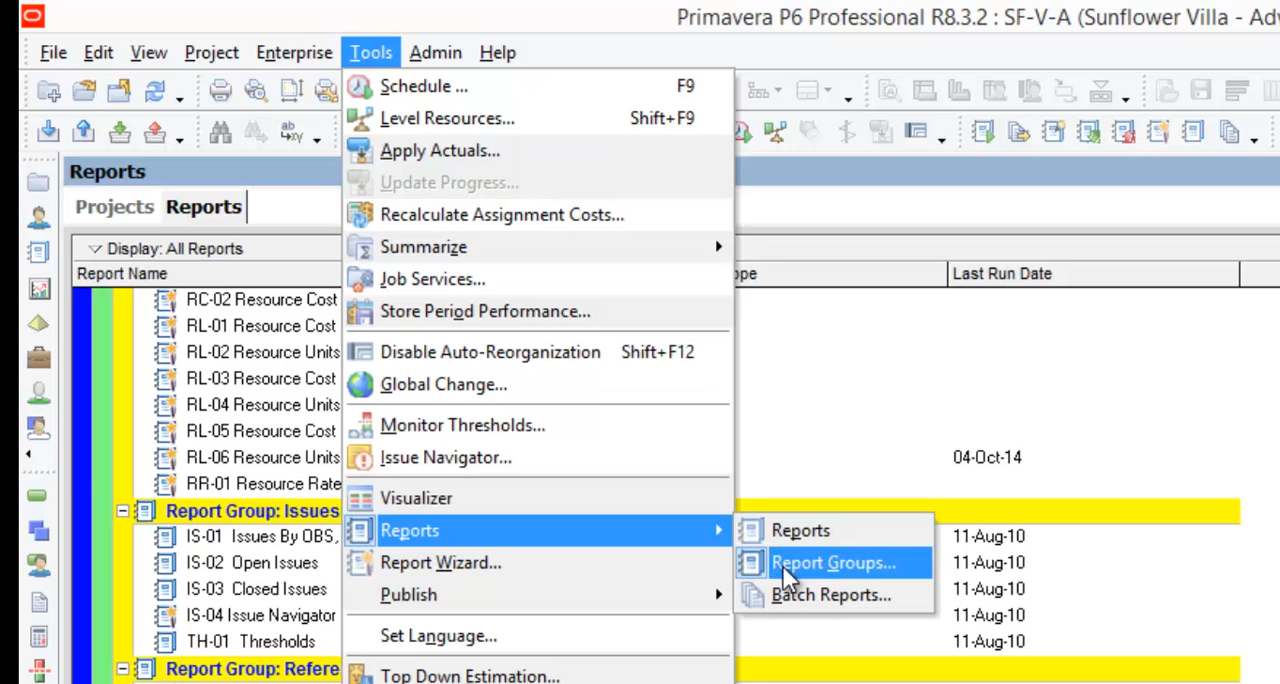 Primavera P6 Professional R8.3.2 : SF-V-A (Sunflower Villa - Adv
File Edit View Project Enterprise Tools Admin Help
Schedule ... F9
Level Resources... Shift+F9
Apply Actuals...
Update Progress...
Recalculate Assignment Costs...
Summarize
Job Services...
Store Period Performance...
Disable Auto-Reorganization Shift+F12
Global Change...
Monitor Thresholds...
Issue Navigator...
Visualizer
Reports
Report Wizard...
Publish
Set Language...
Top Down Estimation...
Reports
Report Groups...
Batch Reports...
Reports
Projects Reports
Display: All Reports
Report Name ope Last Run Date
RC-02 Resource Cost
RL-01 Resource Cost
RL-02 Resource Units
RL-03 Resource Cost
RL-04 Resource Units
RL-05 Resource Cost
RL-06 Resource Units 04-Oct-14
RR-01 Resource Rate
Report Group: Issues
IS-01 Issues By OBS, 11-Aug-10
IS-02 Open Issues 11-Aug-10
IS-03 Closed Issues 11-Aug-10
IS-04 Issue Navigator 11-Aug-10
TH-01 Thresholds 11-Aug-10
Report Group: Refere